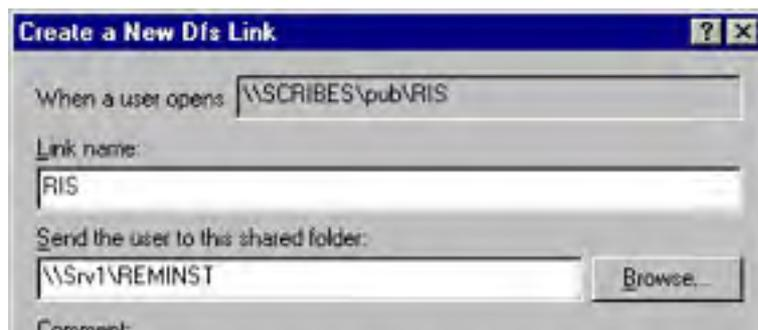 Create a New Dfs Link
When a user opens \\SCRIBES\pub\RIS
Link name:
RIS
Send the user to this shared folder:
\\Srv1\REMINST Browse...
Comment: